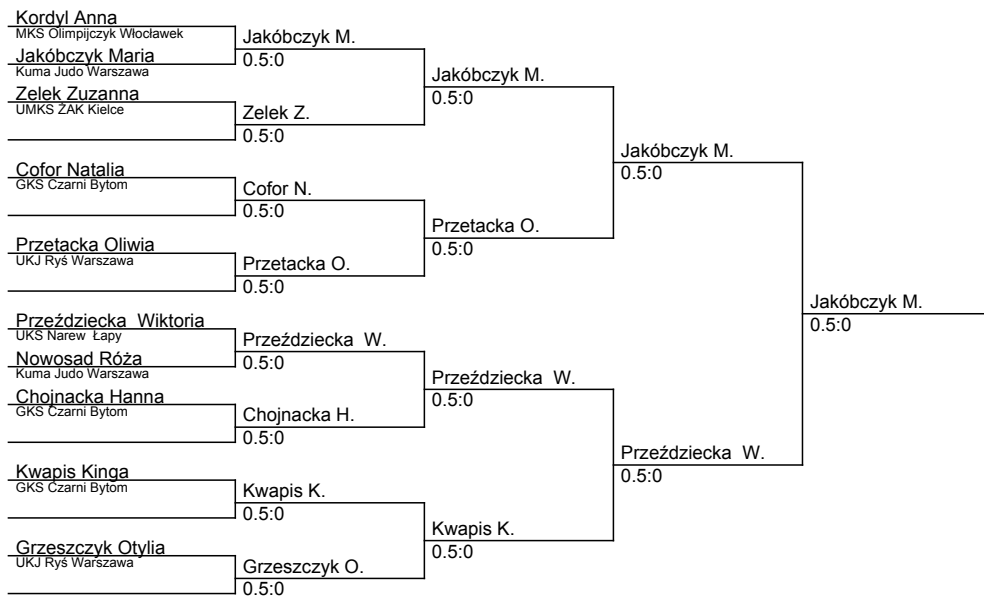 Kordyl Anna
MKS Olimpijczyk Włocławek
Jakóbczyk Maria
Kuma Judo Warszawa
Zelek Zuzanna
UMKS ŻAK Kielce
Cofor Natalia
GKS Czarni Bytom
Przetacka Oliwia
UKJ Ryś Warszawa
Przeździecka  Wiktoria
UKS Narew  Łapy
Nowosad Róża
Kuma Judo Warszawa
Chojnacka Hanna
GKS Czarni Bytom
Kwapis Kinga
GKS Czarni Bytom
Grzeszczyk Otylia
UKJ Ryś Warszawa
Jakóbczyk M.
0.5:0
Zelek Z.
0.5:0
Cofor N.
0.5:0
Przetacka O.
0.5:0
Przeździecka  W.
0.5:0
Chojnacka H.
0.5:0
Kwapis K.
0.5:0
Grzeszczyk O.
0.5:0
Jakóbczyk M.
0.5:0
Przetacka O.
0.5:0
Przeździecka  W.
0.5:0
Kwapis K.
0.5:0
Jakóbczyk M.
0.5:0
Przeździecka  W.
0.5:0
Jakóbczyk M.
0.5:0